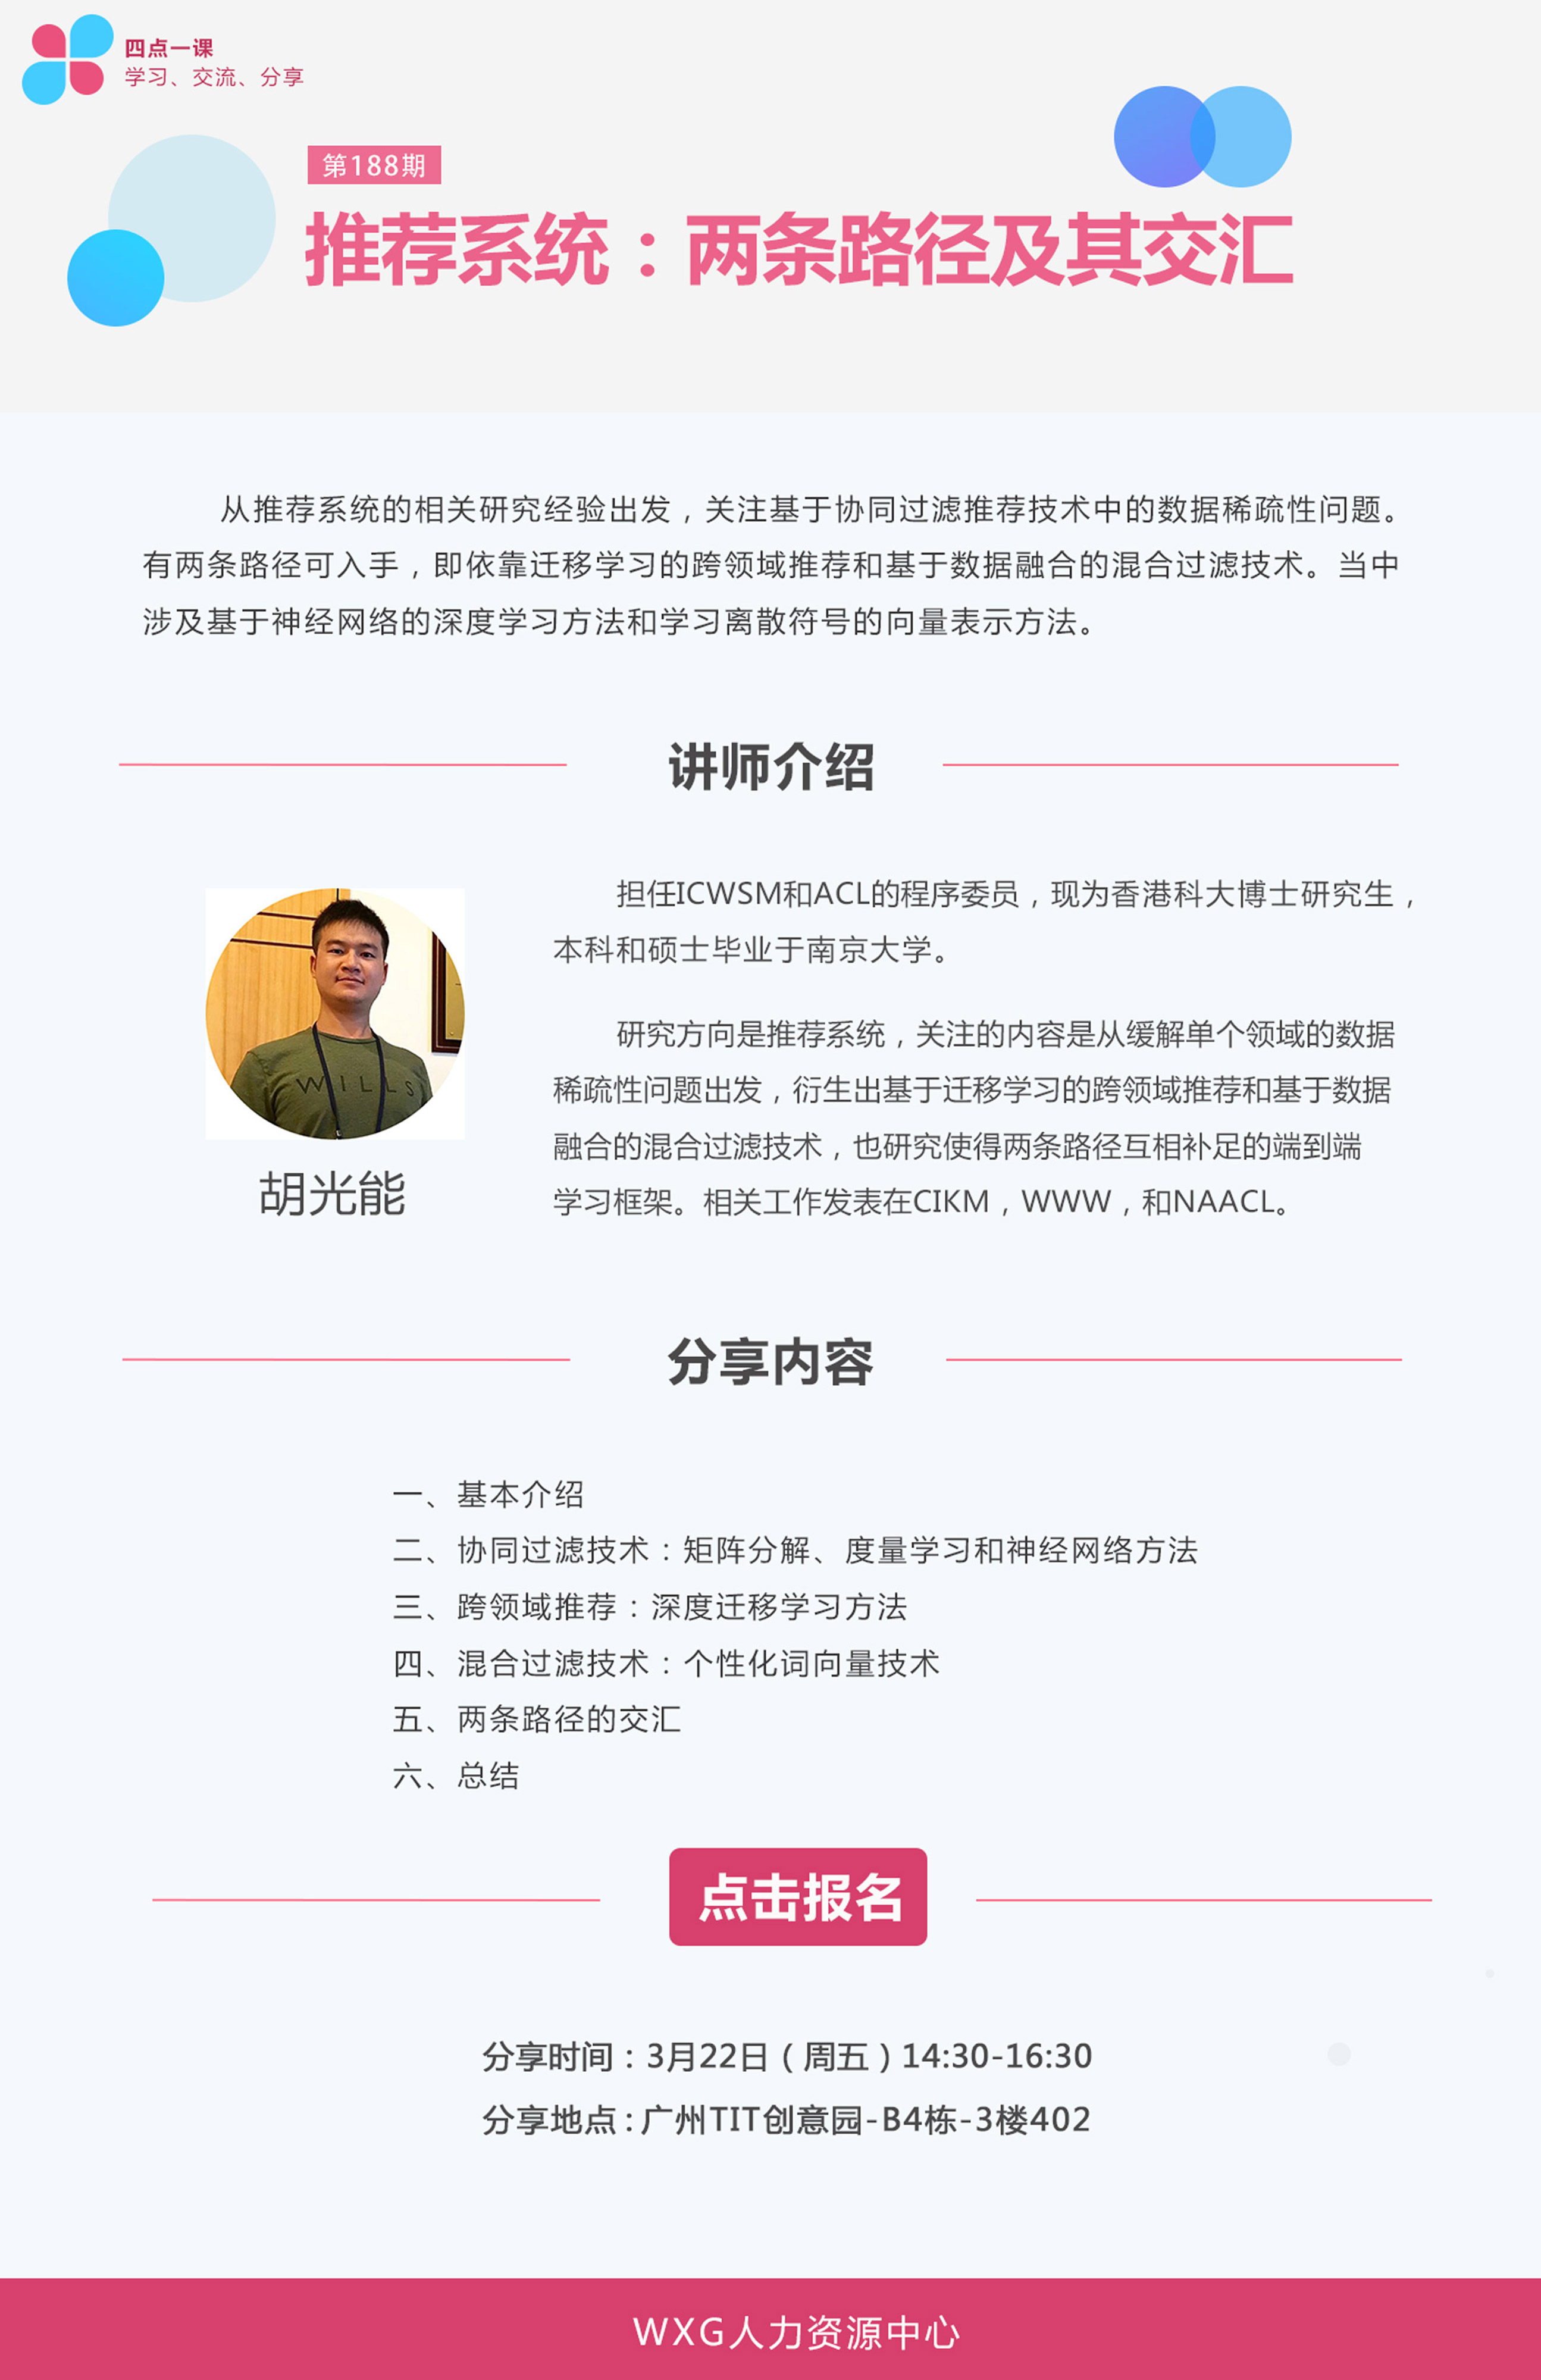 四点一课
学习、交流、分享
第188期
推荐系统：两条路径及其交汇
从推荐系统的相关研究经验出发，关注基于协同过滤推荐技术中的数据稀疏性问题。
有两条路径可入手，即依靠迁移学习的跨领域推荐和基于数据融合的混合过滤技术。当中
涉及基于神经网络的深度学习方法和学习离散符号的向量表示方法。
讲师介绍
担任ICWSM和ACL的程序委员，现为香港科大博士研究生，
本科和硕士毕业于南京大学。
研究方向是推荐系统，关注的内容是从缓解单个领域的数据
稀疏性问题出发，衍生出基于迁移学习的跨领域推荐和基于数据
融合的混合过滤技术，也研究使得两条路径互相补足的端到端
学习框架。相关工作发表在CIKM，WWW，和NAACL。
WILLS
胡光能
分享内容
一、基本介绍
二、协同过滤技术：矩阵分解、度量学习和神经网络方法
三、跨领域推荐：深度迁移学习方法
四、混合过滤技术：个性化词向量技术
五、两条路径的交汇
六、总结
点击报名
分享时间：3月22日（周五）14:30-16:30
分享地点：广州TIT创意园-B4栋-3楼402
WXG人力资源中心